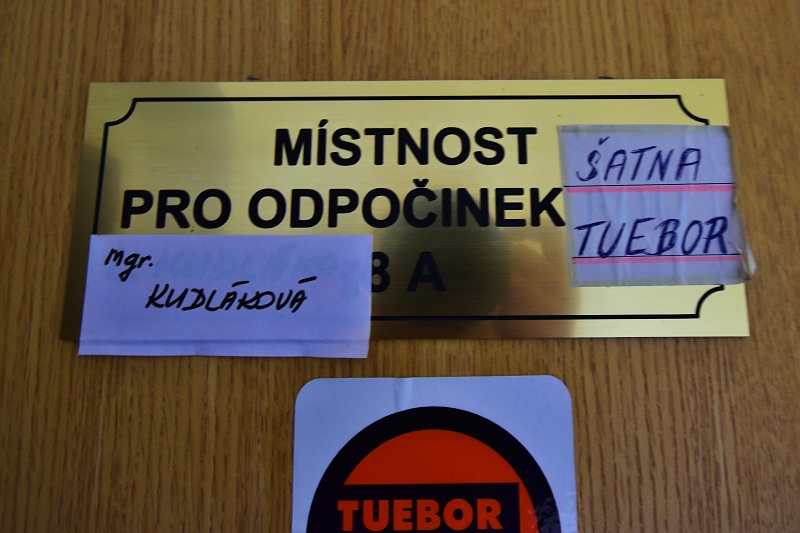 MÍSTNOST
PRO ODPOČINEK
8 A
ŠATNA
TUEBOR
Mgr.
KUDLÁKOVÁ
TUEBOR